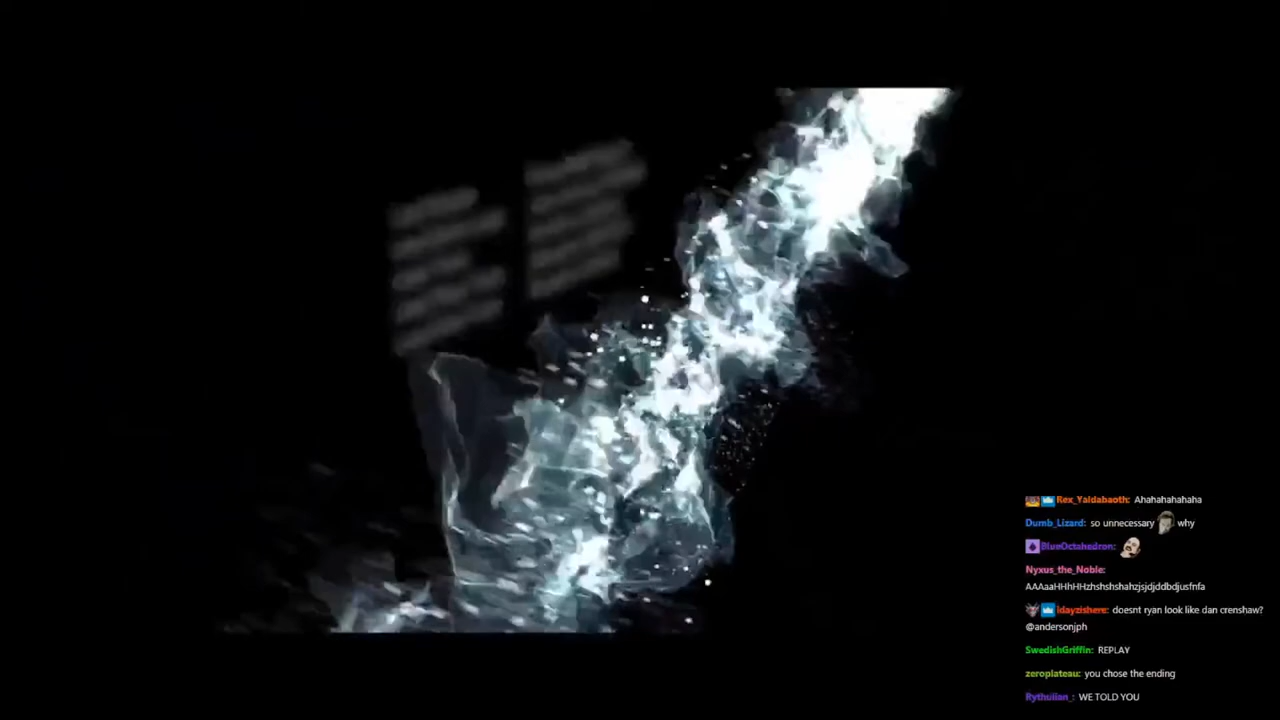 Rex_Yaldabaoth: Ahahahahahaha
Dumb_Lizard: so unnecessary why
BlueOctahedron:
Nyxus_the_Noble:
AAAaaHHhHHzhshshshahzjsjdjddbdjusfnfa
idayzishere: doesnt ryan look like dan crenshaw?
@andersonjph
SwedishGriffin: REPLAY
zeroplateau: you chose the ending
Rythulian_: WE TOLD YOU